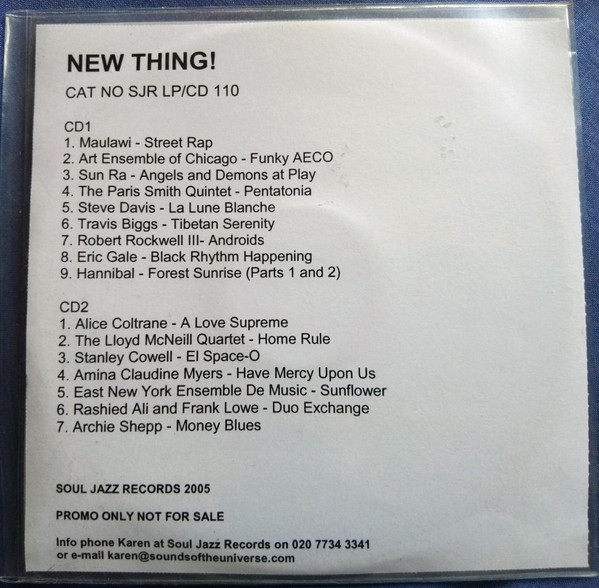 NEW THING!
CAT NO SJR LP/CD 110
CD1
1. Maulawi - Street Rap
2. Art Ensemble of Chicago - Funky AECO
3. Sun Ra - Angels and Demons at Play
4. The Paris Smith Quintet - Pentatonia
5. Steve Davis - La Lune Blanche
6. Travis Biggs - Tibetan Serenity
7. Robert Rockwell III- Androids
8. Eric Gale - Black Rhythm Happening
9. Hannibal - Forest Sunrise (Parts 1 and 2)
CD2
1. Alice Coltrane - A Love Supreme
2. The Lloyd McNeill Quartet - Home Rule
3. Stanley Cowell - El Space-O
4. Amina Claudine Myers - Have Mercy Upon Us
5. East New York Ensemble De Music - Sunflower
6. Rashied Ali and Frank Lowe - Duo Exchange
7. Archie Shepp - Money Blues
SOUL JAZZ RECORDS 2005
PROMO ONLY NOT FOR SALE
Info phone Karen at Soul Jazz Records on 020 7734 3341
or e-mail karen@soundsoftheuniverse.com